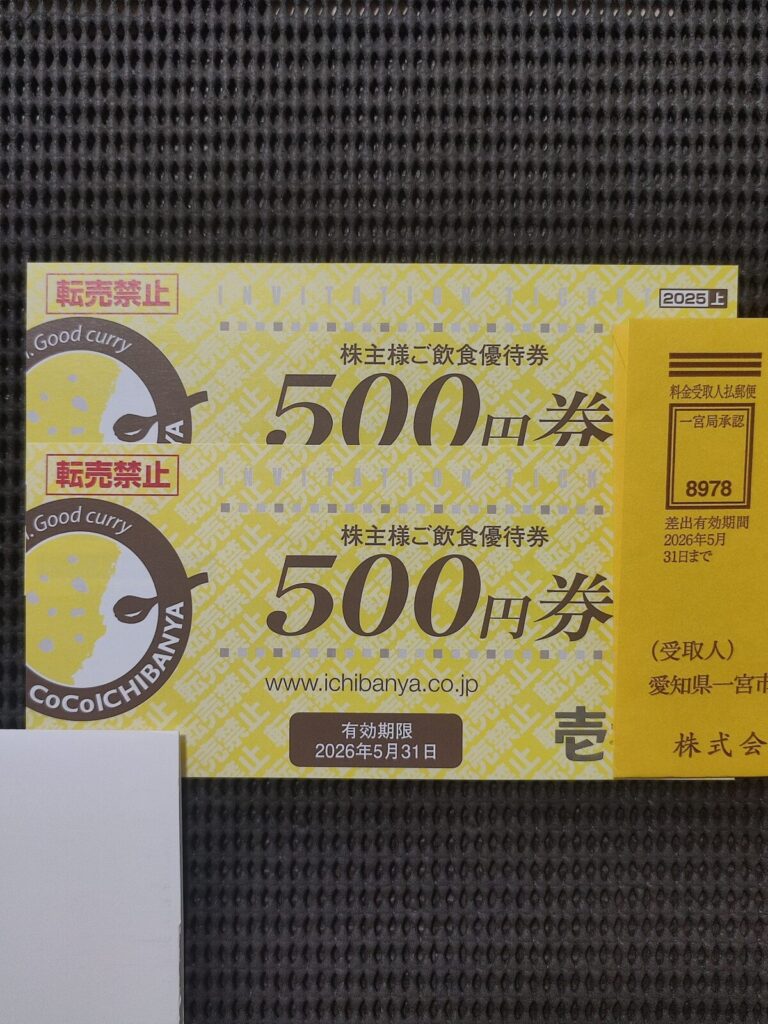 転売禁止
INVITATION TICKET
2025上
Good curry
株主様ご飲食優待券
500円券
転売禁止
INVITATION TICK
Good curry
CoCoICHIBANYA
株主様ご飲食優待券
500円券
www.ichibanya.co.jp
有効期限
2026年5月31日
壱
料金受取人払郵便
一宮局承認
8978
差出有効期間
2026年5月
31日まで
(受取人)
愛知県一宮市
株式会